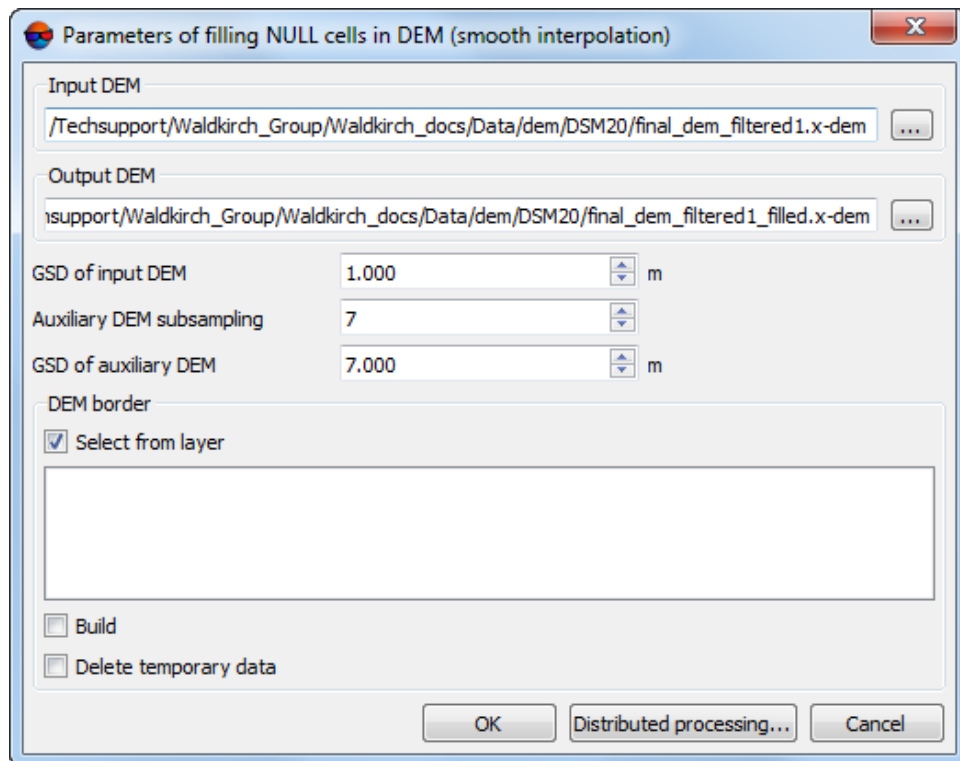 Parameters of filling NULL cells in DEM (smooth interpolation)
Input DEM
/Techsupport/Waldkirch_Group/Waldkirch_docs/Data/dem/DSM20/final_dem_filtered1.x-dem
...
Output DEM
support/Waldkirch_Group/Waldkirch_docs/Data/dem/DSM20/final_dem_filtered1_filled.x-dem
...
GSD of input DEM 1.000 m
Auxiliary DEM subsampling 7
GSD of auxiliary DEM 7.000 m
DEM border
Select from layer
Build
Delete temporary data
OK Distributed processing... Cancel